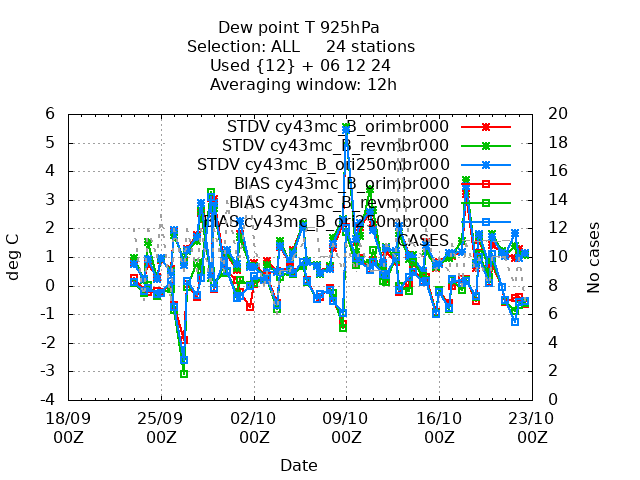 Dew point T 925hPa
Selection: ALL     24 stations
Used {12} + 06 12 24
Averaging window: 12h
STDV cy43mc_B_orimbr000
STDV cy43mc_B_revmbr000
STDV cy43mc_B_ori250mbr000
BIAS cy43mc_B_orimbr000
BIAS cy43mc_B_revmbr000
BIAS cy43mc_B_ori250mbr000
CASES
6
5
4
3
2
1
0
-1
-2
-3
-4
deg C
20
18
16
14
12
10
8
6
4
2
0
No cases
18/09 25/09 02/10 09/10 16/10 23/10
00Z 00Z 00Z 00Z 00Z 00Z
Date